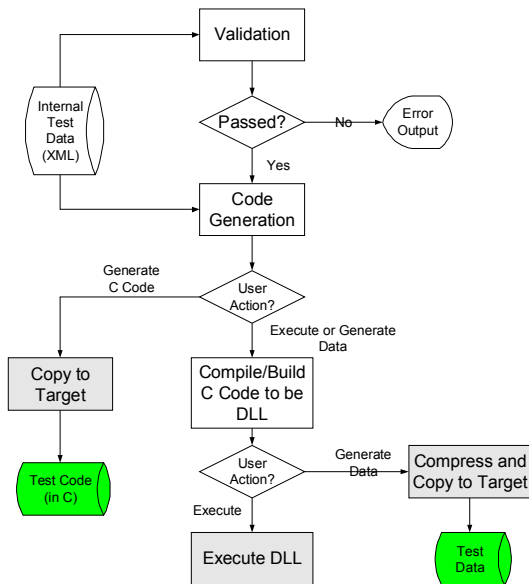 Validation
Internal
Test
Data
(XML)
Passed?
No
Error
Output
Yes
Code
Generation
Generate
C Code
User
Action?
Execute or Generate
Data
Copy to
Target
Compile/Build
C Code to be
DLL
Test Code
(in C)
User
Action?
Generate
Data
Compress and
Copy to Target
Execute
Execute DLL
Test
Data